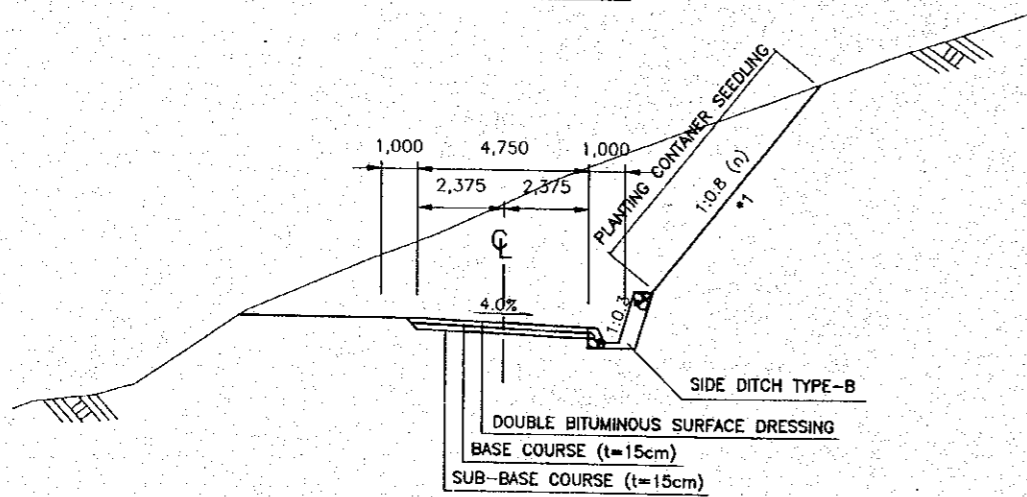 PLANTING CONTANER SEEDLING
1,000 4,750 1,000
2,375 2,375
1:0.8 (n)
*1
CL
4.0%
1:0.3
SIDE DITCH TYPE-B
DOUBLE BITUMINOUS SURFACE DRESSING
BASE COURSE (t=15cm)
SUB-BASE COURSE (t=15cm)